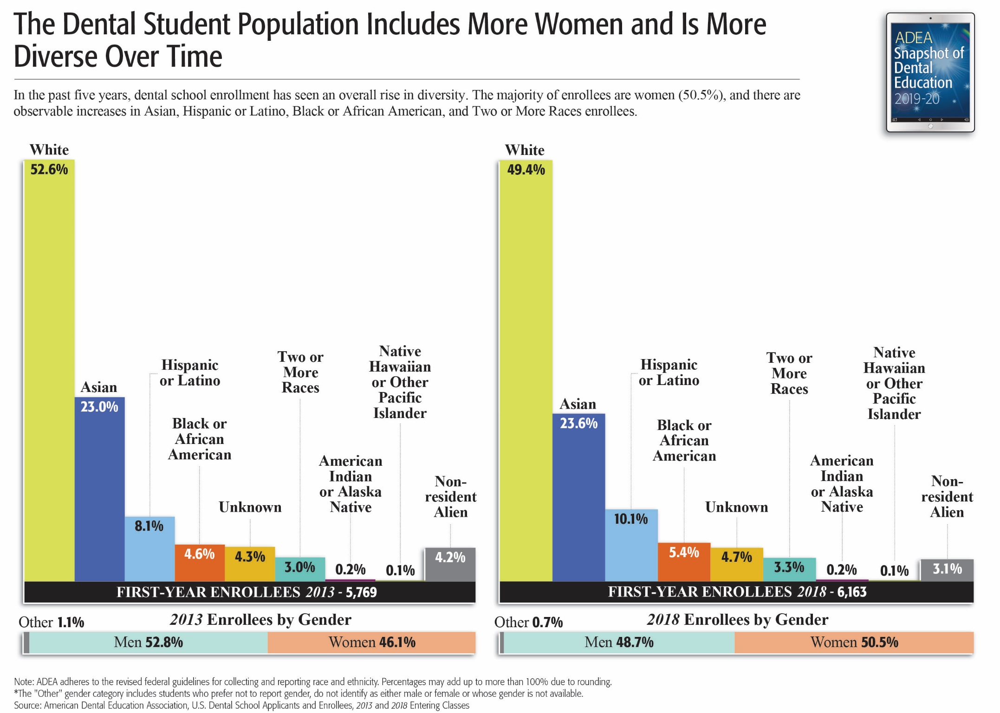 The Dental Student Population Includes More Women and Is More
Diverse Over Time
ADEA
Snapshot of
Dental
Education
2019-20
In the past five years, dental school enrollment has seen an overall rise in diversity. The majority of enrollees are women (50.5%), and there are
observable increases in Asian, Hispanic or Latino, Black or African American, and Two or More Races enrollees.
White
52.6%
Asian
23.0%
Hispanic
or Latino
8.1%
Black or
African
American
4.6%
Unknown
4.3%
Two or
More
Races
3.0%
American
Indian
or Alaska
Native
0.2%
Native
Hawaiian
or Other
Pacific
Islander
0.1%
Non-
resident
Alien
4.2%
FIRST-YEAR ENROLLEES 2013 - 5,769
Other 1.1%
2013 Enrollees by Gender
Men 52.8%
Women 46.1%
White
49.4%
Asian
23.6%
Hispanic
or Latino
10.1%
Black or
African
American
5.4%
Unknown
4.7%
Two or
More
Races
3.3%
American
Indian
or Alaska
Native
0.2%
Native
Hawaiian
or Other
Pacific
Islander
0.1%
Non-
resident
Alien
3.1%
FIRST-YEAR ENROLLEES 2018 - 6,163
Other 0.7%
2018 Enrollees by Gender
Men 48.7%
Women 50.5%
Note: ADEA adheres to the revised federal guidelines for collecting and reporting race and ethnicity. Percentages may add up to more than 100% due to rounding.
*The "Other" gender category includes students who prefer not to report gender, do not identify as either male or female or whose gender is not available.
Source: American Dental Education Association, U.S. Dental School Applicants and Enrollees, 2013 and 2018 Entering Classes